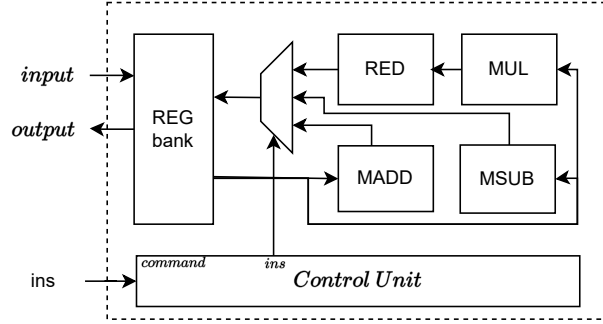 input
output
REG
bank
RED
MUL
MADD
MSUB
ins
command
ins
Control Unit